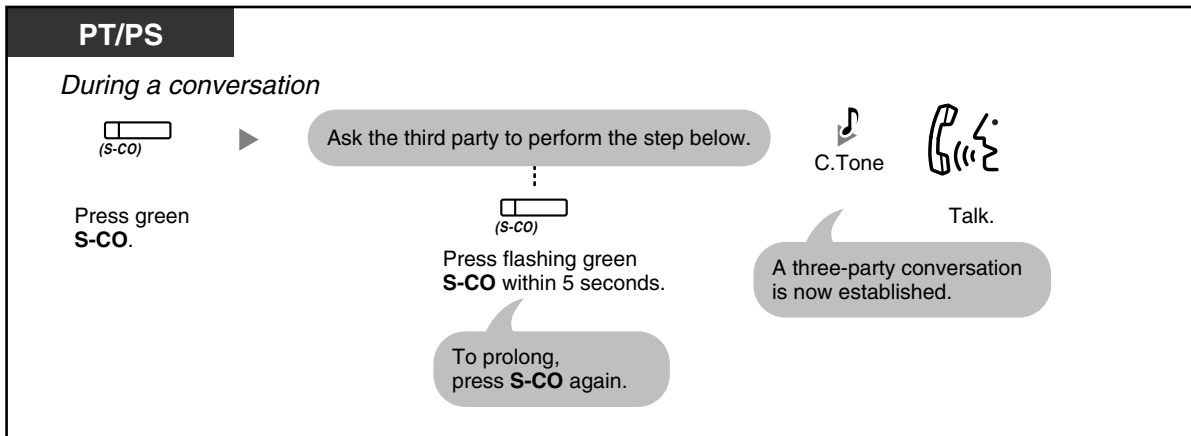 PT/PS
During a conversation
(S-CO)
Press green
S-CO.
Ask the third party to perform the step below.
(S-CO)
Press flashing green
S-CO within 5 seconds.
To prolong,
press S-CO again.
C.Tone
Talk.
A three-party conversation
is now established.